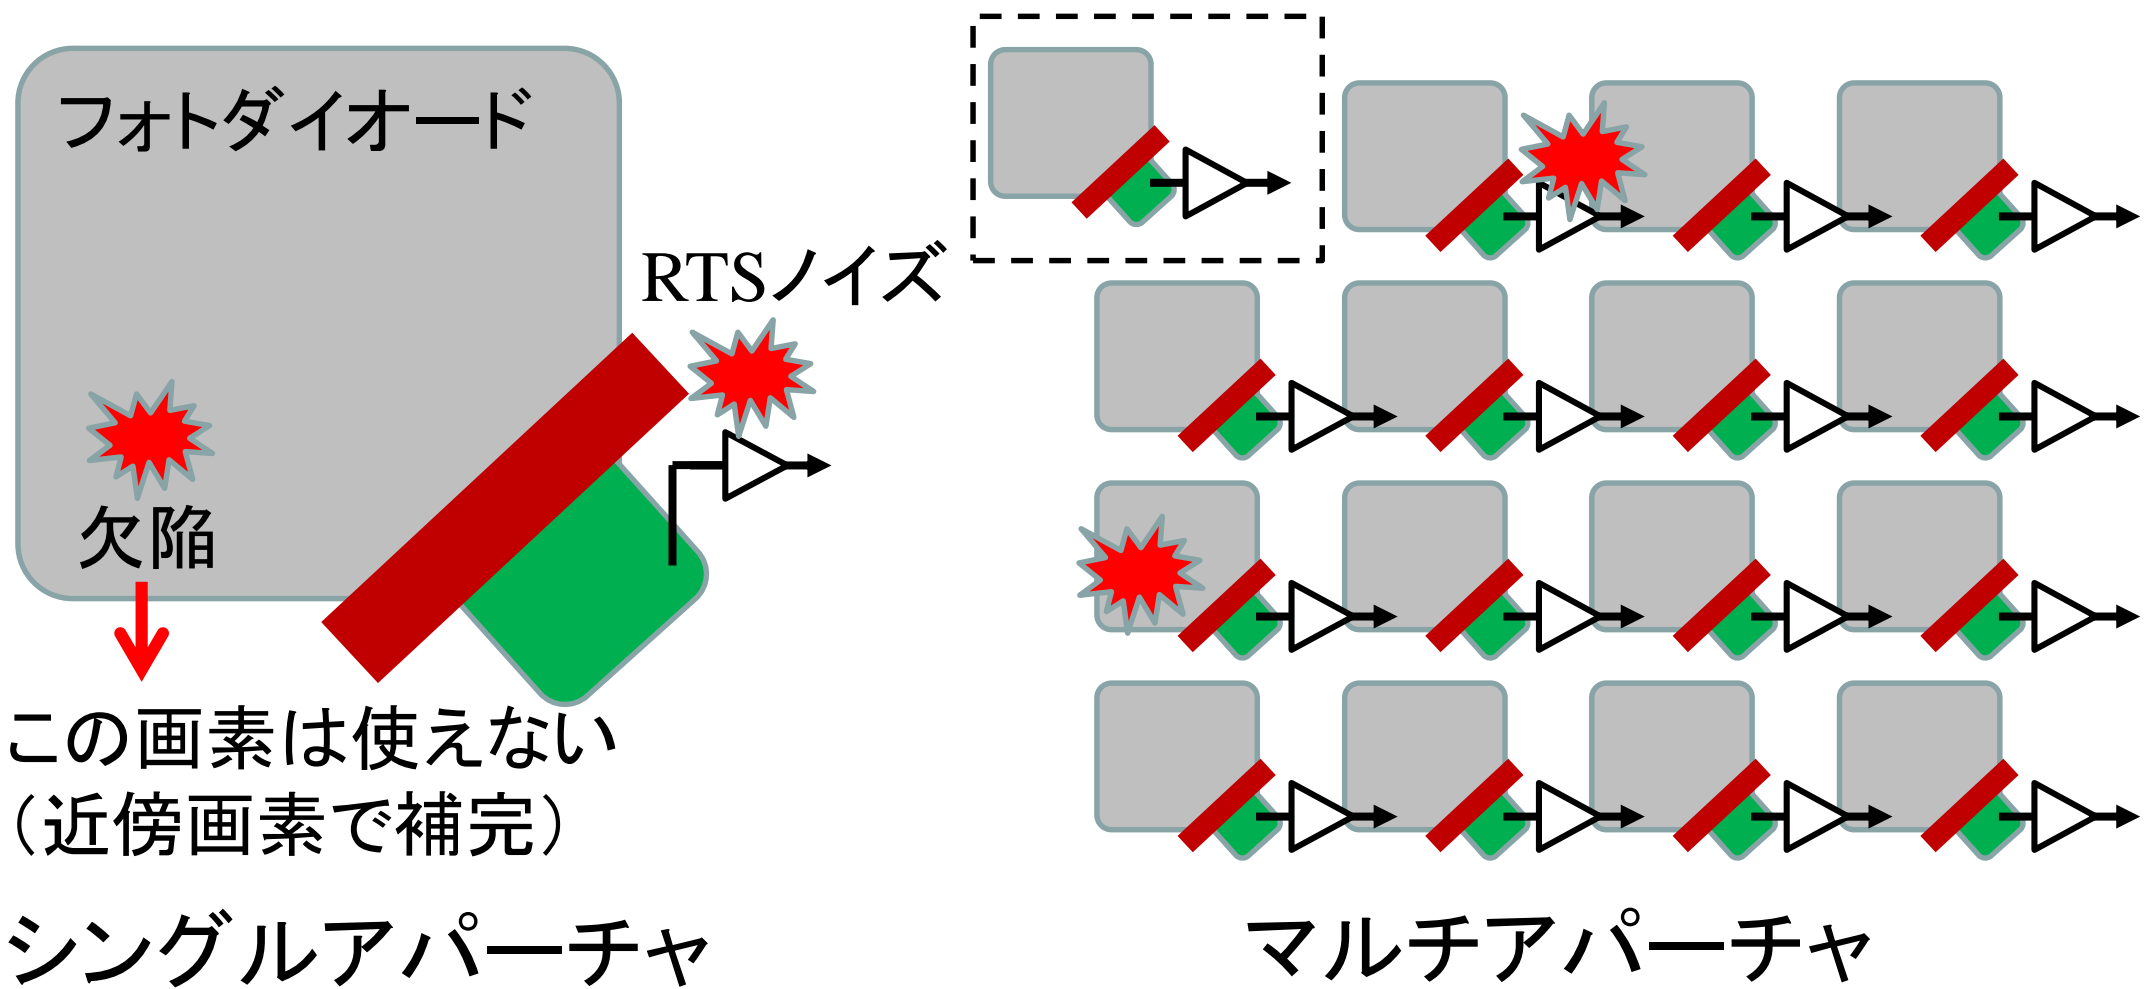 フォトダイオード
RTSノイズ
欠陥
この画素は使えない
（近傍画素で補完）
シングルアパーチャ
マルチアパーチャ